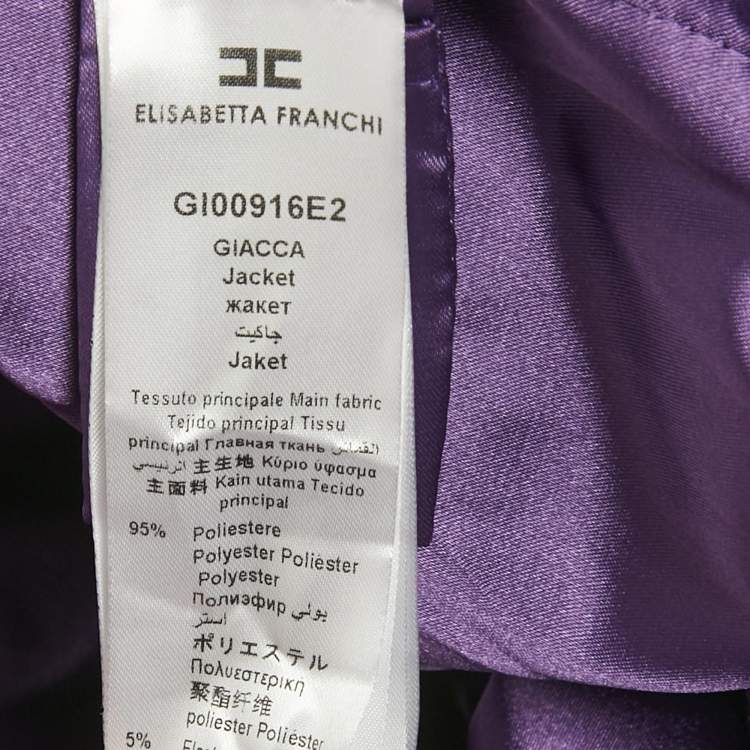 ELISABETTA FRANCHI
GI00916E2
GIACCA
Jacket
жакет
جاكيت
Jaket
Tessuto principale Main fabric
Tejido principal Tissu
principal Главная ткань القماش
主生地 Κύριο ύφασμα
主面料 Kain utama Tecido
principal
95% Poliestere
Polyester Poliéster
Polyester
Полиэфир بولي
استر
ポリエステル
Πολυεστερική
聚酯纤维
poliester Poliéster
5%